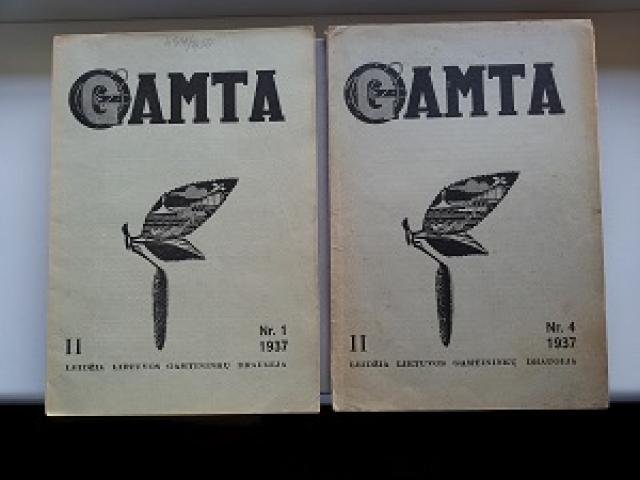 GAMTA
II
Nr. 1
1937
LEIDŽIA LIETUVOS GAMTININKŲ DRAUGIJA
GAMTA
II
Nr. 4
1937
LEIDŽIA LIETUVOS GAMTININKŲ DRAUGIJA